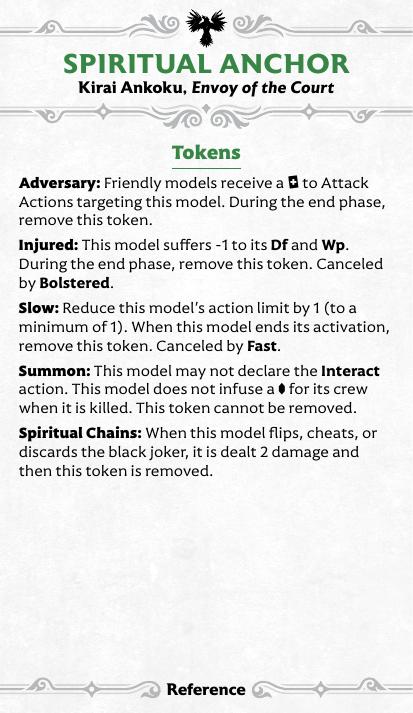 SPIRITUAL ANCHOR
Kirai Ankoku, Envoy of the Court
Tokens
Adversary: Friendly models receive a to Attack
Actions targeting this model. During the end phase,
remove this token.
Injured: This model suffers -1 to its Df and Wp.
During the end phase, remove this token. Canceled
by Bolstered.
Slow: Reduce this model's action limit by 1 (to a
minimum of 1). When this model ends its activation,
remove this token. Canceled by Fast.
Summon: This model may not declare the Interact
action. This model does not infuse a for its crew
when it is killed. This token cannot be removed.
Spiritual Chains: When this model flips, cheats, or
discards the black joker, it is dealt 2 damage and
then this token is removed.
Reference